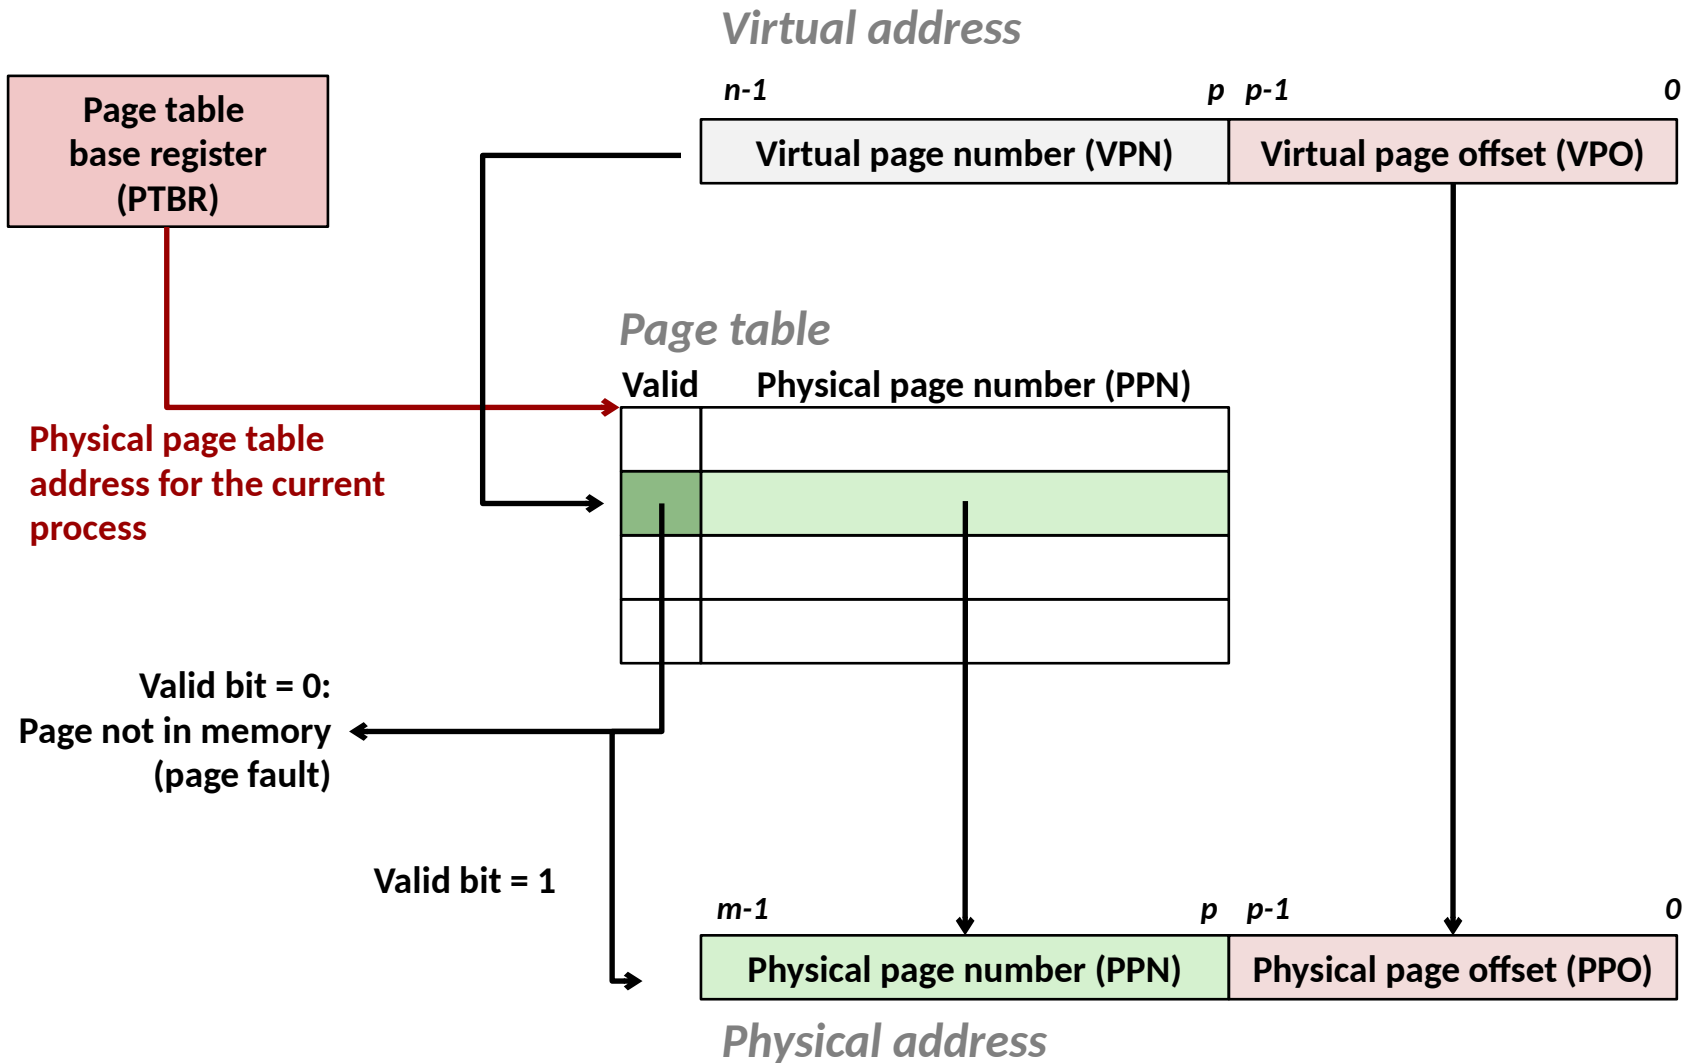 Virtual address
n-1 p p-1 0
Page table
base register
(PTBR)
Virtual page number (VPN) Virtual page offset (VPO)
Page table
Valid Physical page number (PPN)
Physical page table
address for the current
process
Valid bit = 0:
Page not in memory
(page fault)
Valid bit = 1
m-1 p p-1 0
Physical page number (PPN) Physical page offset (PPO)
Physical address